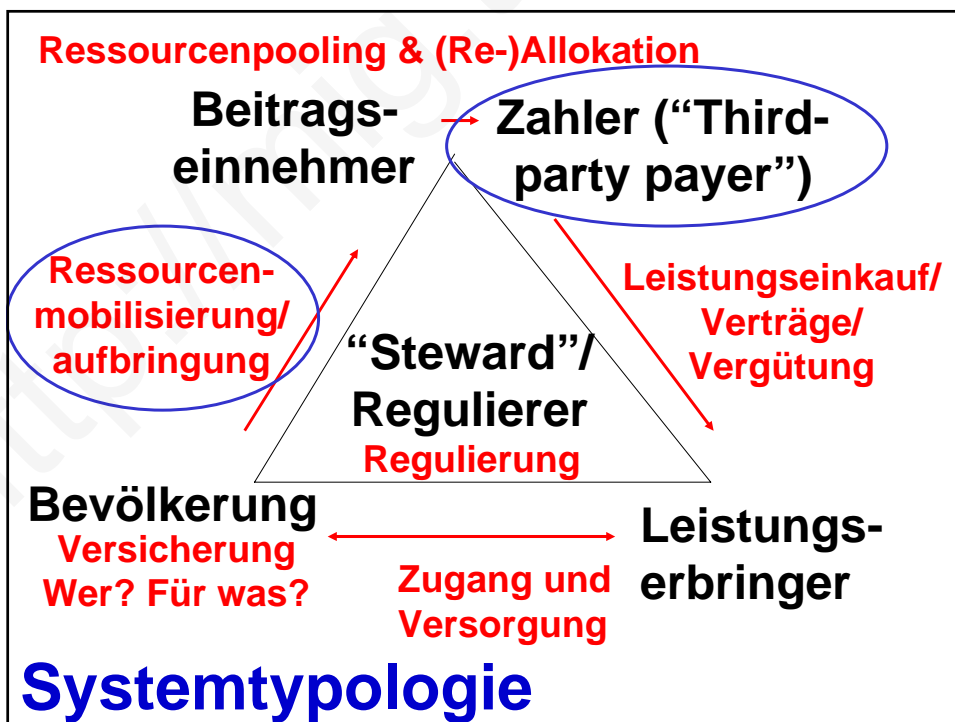 Ressourcenpooling & (Re-)Allokation
Beitrags-
einnehmer
Zahler (“Third-
party payer”)
Ressourcen-
mobilisierung/
aufbringung
Leistungseinkauf/
Verträge/
Vergütung
“Steward”/
Regulierer
Regulierung
Bevölkerung
Versicherung
Wer? Für was?
Zugang und
Versorgung
Leistungs-
erbringer
Systemtypologie